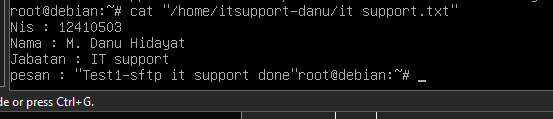 root@debian:~# cat "/home/itsupport-danu/it support.txt"
Nis : 12410503
Nama : M. Danu Hidayat
Jabatan : IT support
pesan : "Test1-sftp it support done"root@debian:~# _
de or press Ctrl+G.